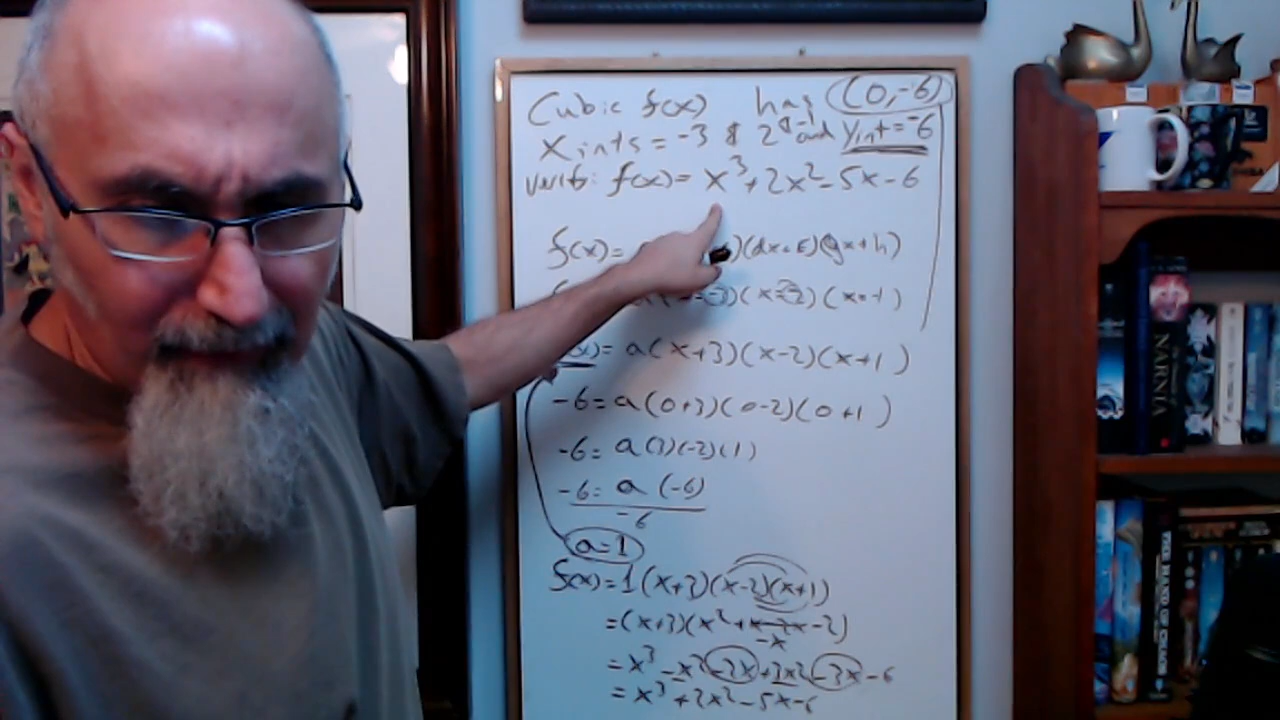 Cubic f(x) has (0,-6)
X ints = -3 & 2 & -1 and Yint = -6
verify: f(x) = x³+2x²-5x-6
f(x)= )(dx+E)(gx+h)
(x--1)
= a(x+3)(x-2)(x+1)
-6 = a(0+3)(0-2)(0+1)
-6 = a(3)(-2)(1)
-6 = a(-6)
-6
a=1
f(x)=1(x+3)(x-2)(x+1)
=(x+3)(x²+x-2x-2)
-x
=x³-x²-2x+3x²-3x-6
=x³+2x²-5x-6
NARNIA